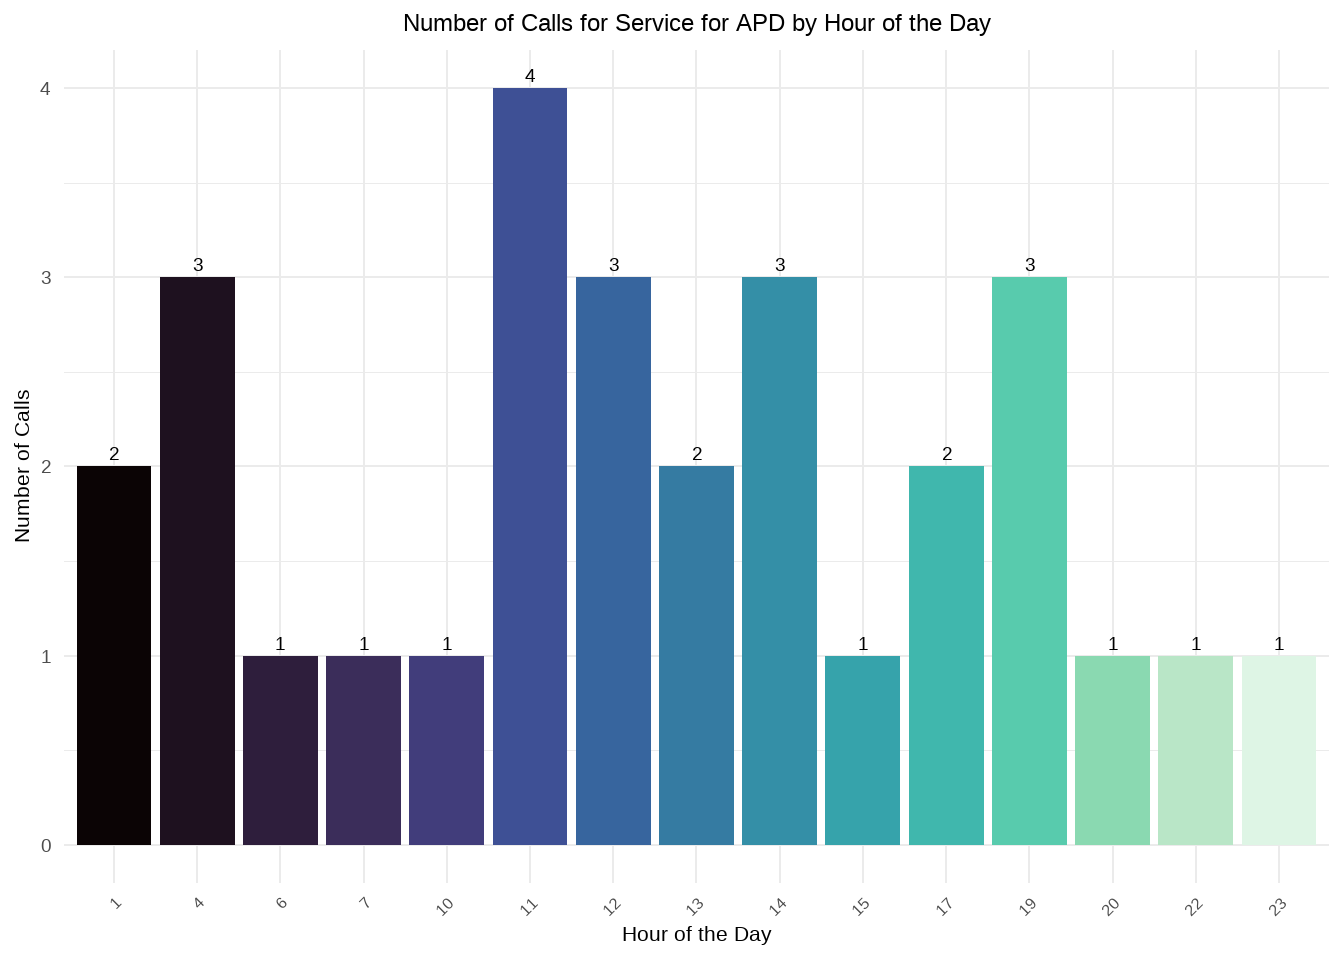 Number of Calls for Service for APD by Hour of the Day
4
4
3
3 3 3 3
2
2 2 2
1
1 1 1 1 1 1 1
0
Number of Calls
1 4 6 7 10 11 12 13 14 15 17 19 20 22 23
Hour of the Day